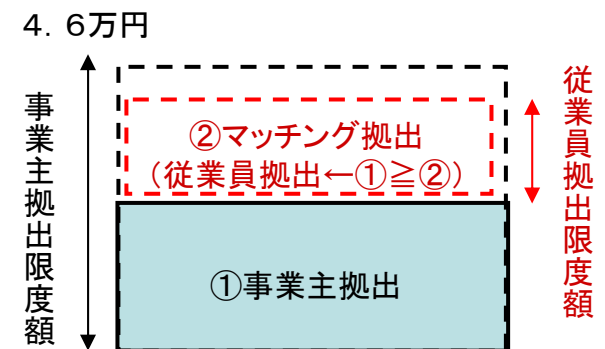 ４．６万円
事業主拠出限度額
②マッチング拠出
（従業員拠出←①≧②）
従業員拠出限度額
①事業主拠出